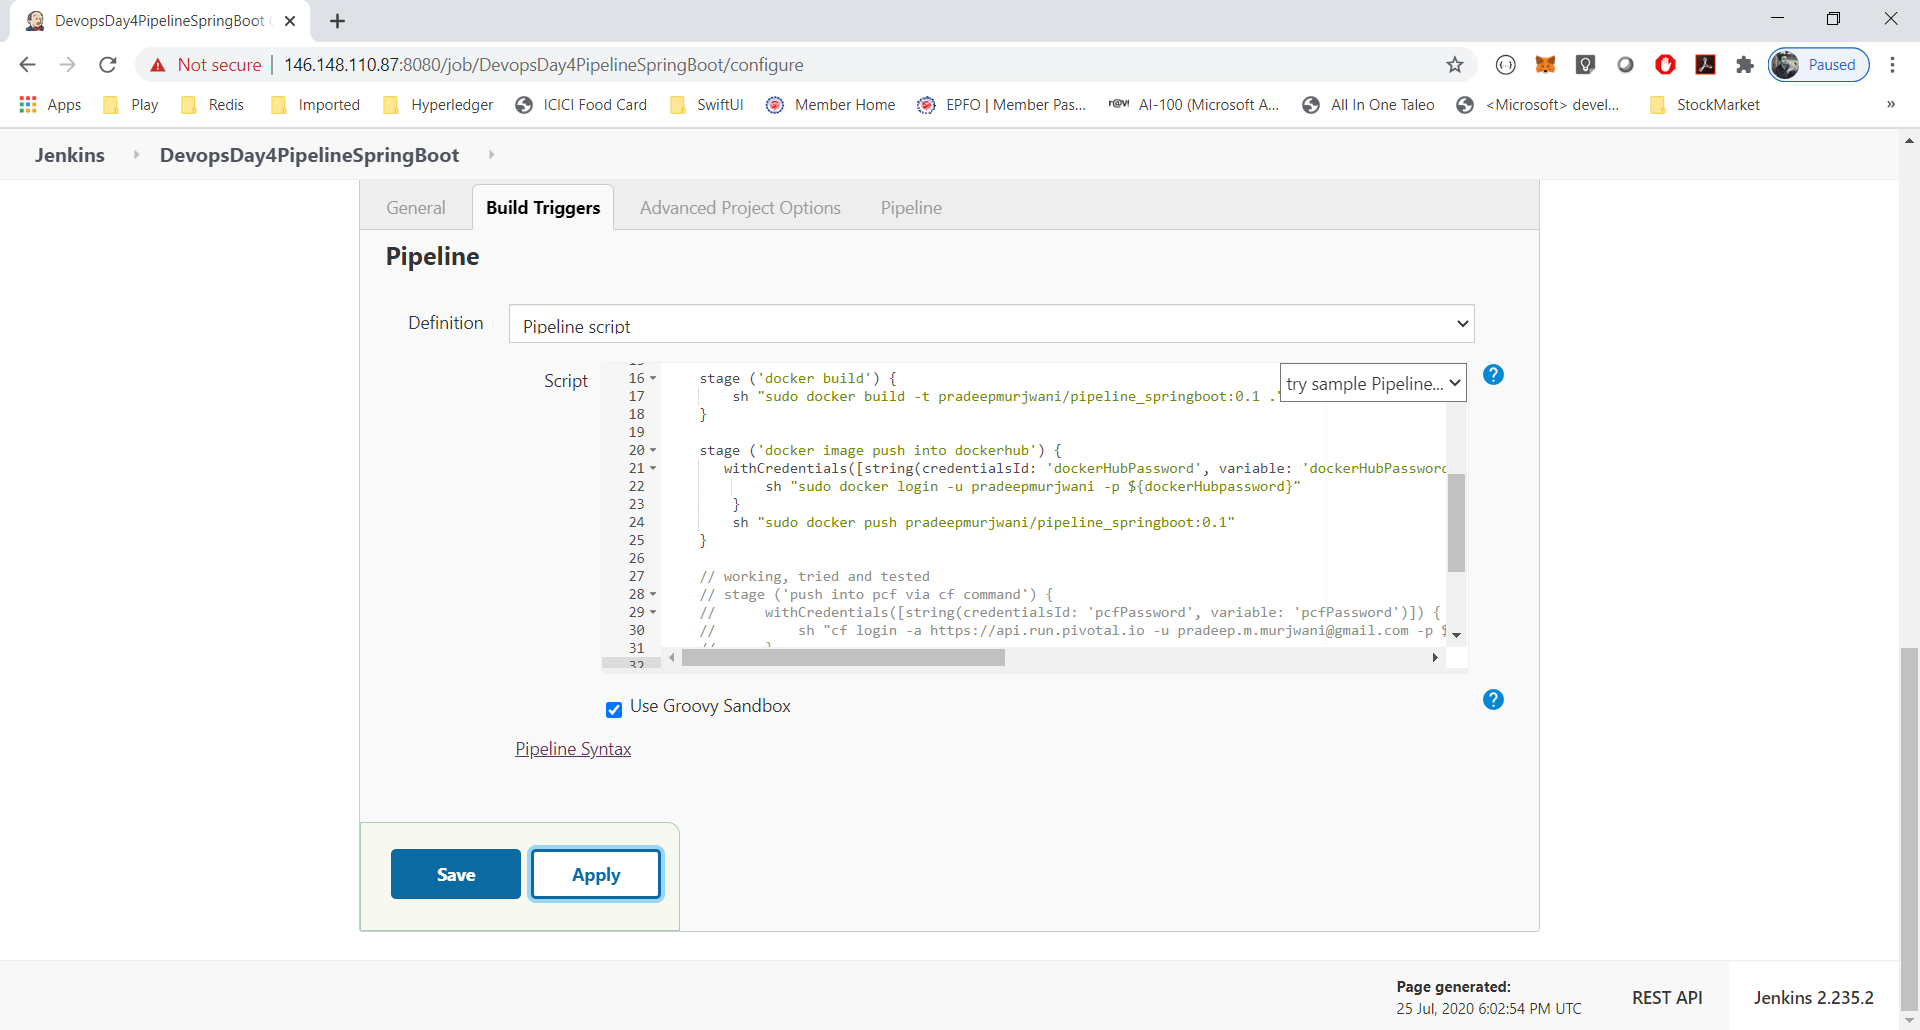 DevopsDay4PipelineSpringBoot
Not secure | 146.148.110.87:8080/job/DevopsDay4PipelineSpringBoot/configure
Paused
Apps Play Redis Imported Hyperledger ICICI Food Card SwiftUI Member Home EPFO | Member Pas... r@v! AI-100 (Microsoft A... All In One Taleo <Microsoft> devel... StockMarket »
Jenkins DevopsDay4PipelineSpringBoot
General Build Triggers Advanced Project Options Pipeline
Pipeline
Definition Pipeline script
Script
try sample Pipeline...
16 stage ('docker build') {
17 sh "sudo docker build -t pradeepmurjwani/pipeline_springboot:0.1 .
18 }
19
20 stage ('docker image push into dockerhub') {
21 withCredentials([string(credentialsId: 'dockerHubPassword', variable: 'dockerHubPassword
22 sh "sudo docker login -u pradeepmurjwani -p ${dockerHubpassword}"
23 }
24 sh "sudo docker push pradeepmurjwani/pipeline_springboot:0.1"
25 }
26
27 // working, tried and tested
28 // stage ('push into pcf via cf command') {
29 // withCredentials([string(credentialsId: 'pcfPassword', variable: 'pcfPassword')]) {
30 // sh "cf login -a https://api.run.pivotal.io -u pradeep.m.murjwani@gmail.com -p $
31 // }
32
Use Groovy Sandbox
Pipeline Syntax
Save Apply
Page generated:
25 Jul, 2020 6:02:54 PM UTC
REST API
Jenkins 2.235.2